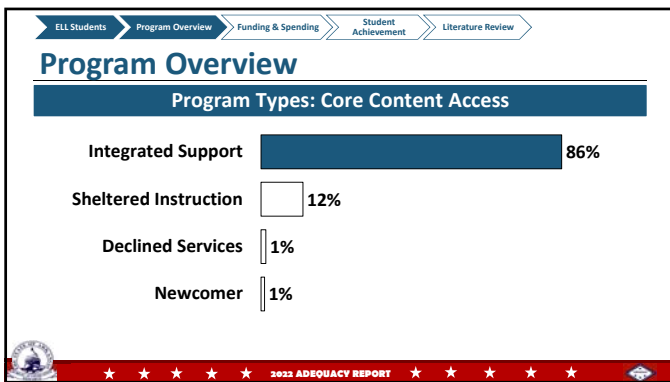 ELL Students
Program Overview
Funding & Spending
Student
Achievement
Literature Review
Program Overview
Program Types: Core Content Access
Integrated Support 86%
Sheltered Instruction 12%
Declined Services 1%
Newcomer 1%
2022 ADEQUACY REPORT